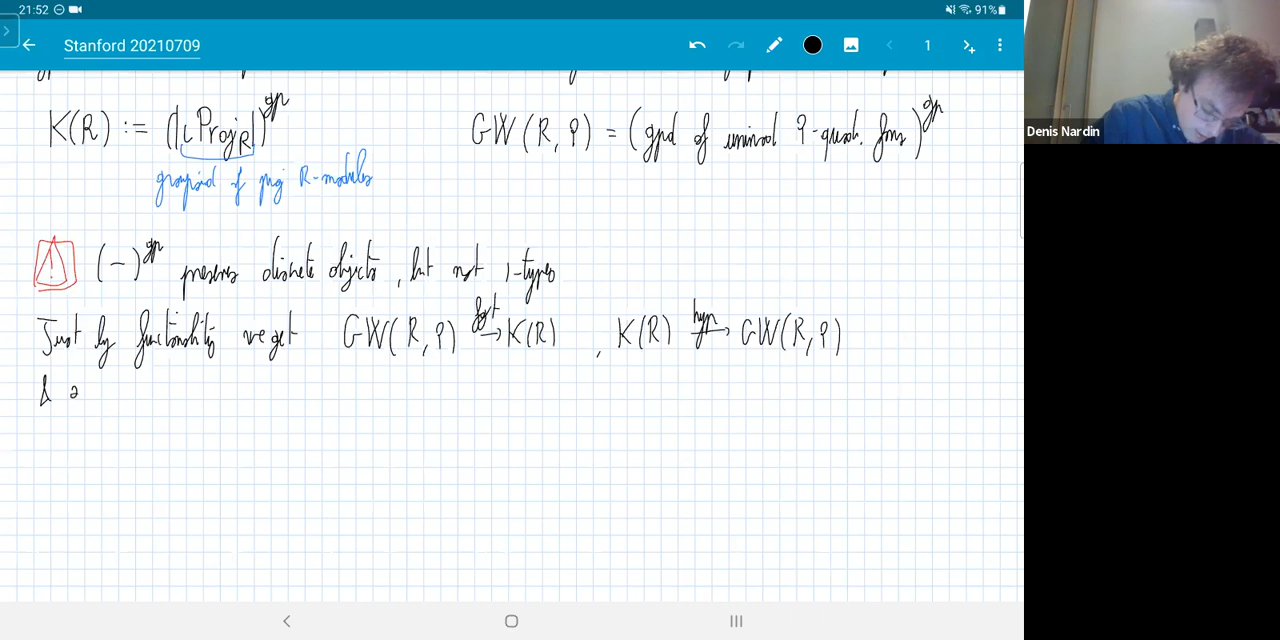 21:52 91%
Stanford 20210709
1
K(R) := (|ι Proj_R|)^{gp} GW(R, Ϙ) = (gpd of unimod Ϙ-quad. forms)^{gp}
groupoid of proj R-modules
! (-)^{gp} preserves discrete objects, but not 1-types
Just by functoriality we get GW(R, Ϙ) fgt→ K(R) , K(R) hyp→ GW(R, Ϙ)
& a
Denis Nardin